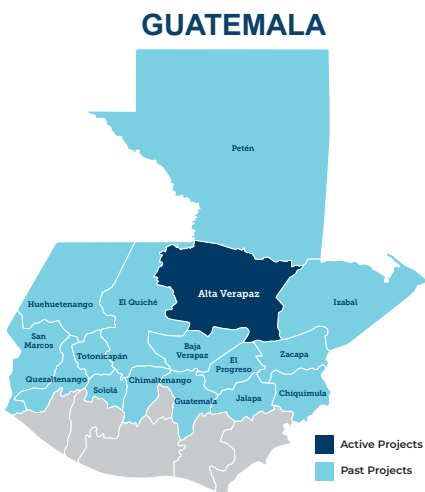 GUATEMALA
Petén
Alta Verapaz
Huehuetenango
El Quiché
Izabal
San
Marcos
Totonicapán
Baja
Verapaz
El
Progreso
Zacapa
Quezaltenango
Sololá
Chimaltenango
Guatemala
Jalapa
Chiquimula
Active Projects
Past Projects